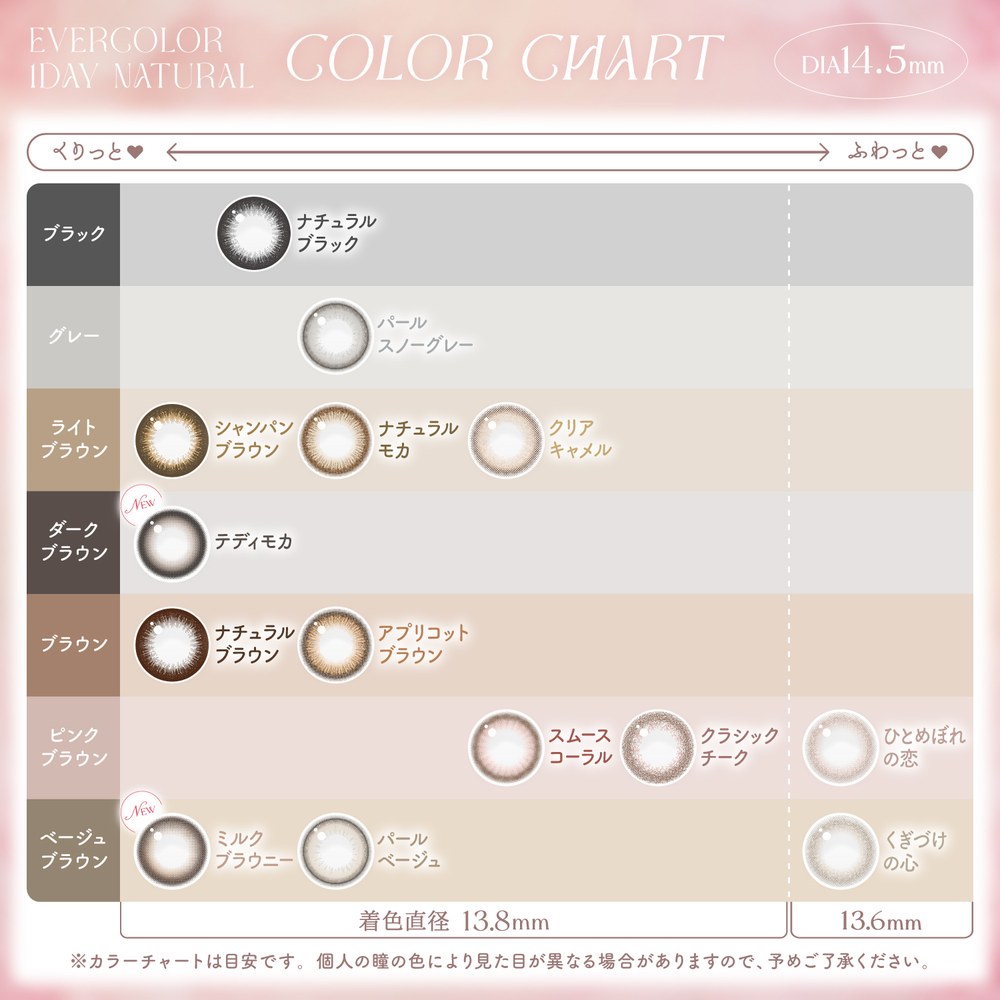 EVERCOLOR
1DAY NATURAL
COLOR CHART
DIA14.5mm
くりっと♥
ふわっと♥
ブラック
ナチュラル
ブラック
グレー
パール
スノーグレー
ライト
ブラウン
シャンパン
ブラウン
ナチュラル
モカ
クリア
キャメル
ダーク
ブラウン
NEW
テディモカ
ブラウン
ナチュラル
ブラウン
アプリコット
ブラウン
ピンク
ブラウン
スムース
コーラル
クラシック
チーク
ひとめぼれ
の恋
ベージュ
ブラウン
NEW
ミルク
ブラウニー
パール
ベージュ
くぎづけ
の心
着色直径 13.8mm
13.6mm
※カラーチャートは目安です。個人の瞳の色により見た目が異なる場合がありますので、予めご了承ください。